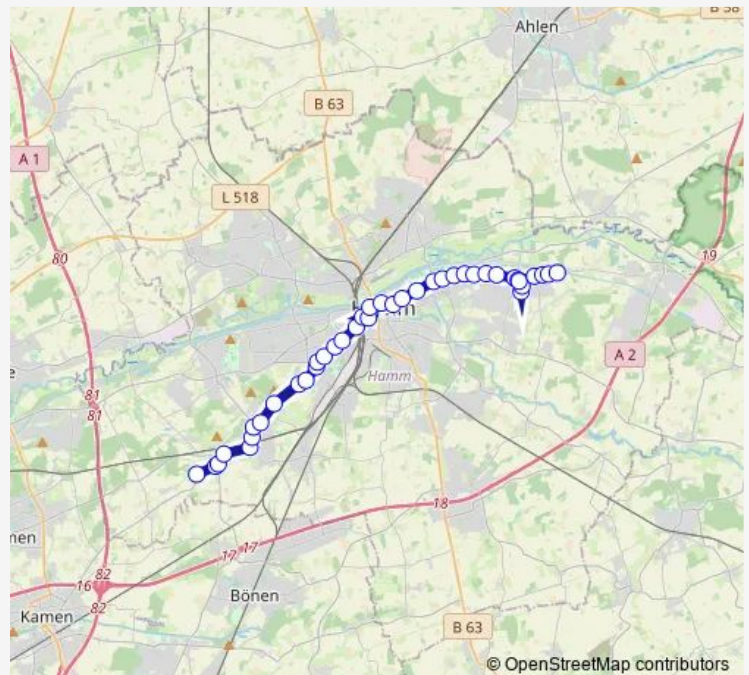 B 58
Ahlen
B 63
A 1
L 518
80
19
Hamm
A 2
Hamm
81
81
18
17 17
82
16
82
Bönen
Kamen
B 63
© OpenStreetMap contributors